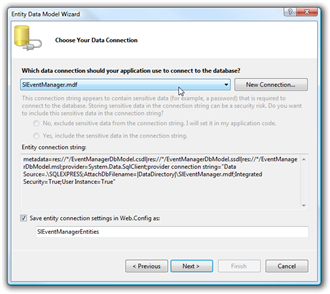 Entity Data Model Wizard
Choose Your Data Connection
Which data connection should your application use to connect to the database?
SIEventManager.mdf
New Connection...
This connection string appears to contain sensitive data (for example, a password) that is required to
connect to the database. Storing sensitive data in the connection string can be a security risk. Do you want
to include this sensitive data in the connection string?
No, exclude sensitive data from the connection string. I will set it in my application code.
Yes, include the sensitive data in the connection string.
Entity connection string:
metadata=res://*/EventManagerDbModel.csdl|res://*/EventManagerDbModel.ssdl|res://*/EventManage
rDbModel.msl;provider=System.Data.SqlClient;provider connection string="Data
Source=.\SQLEXPRESS;AttachDbFilename=|DataDirectory|\SIEventManager.mdf;Integrated
Security=True;User Instance=True"
Save entity connection settings in Web.Config as:
SIEventManagerEntities
< Previous
Next >
Finish
Cancel